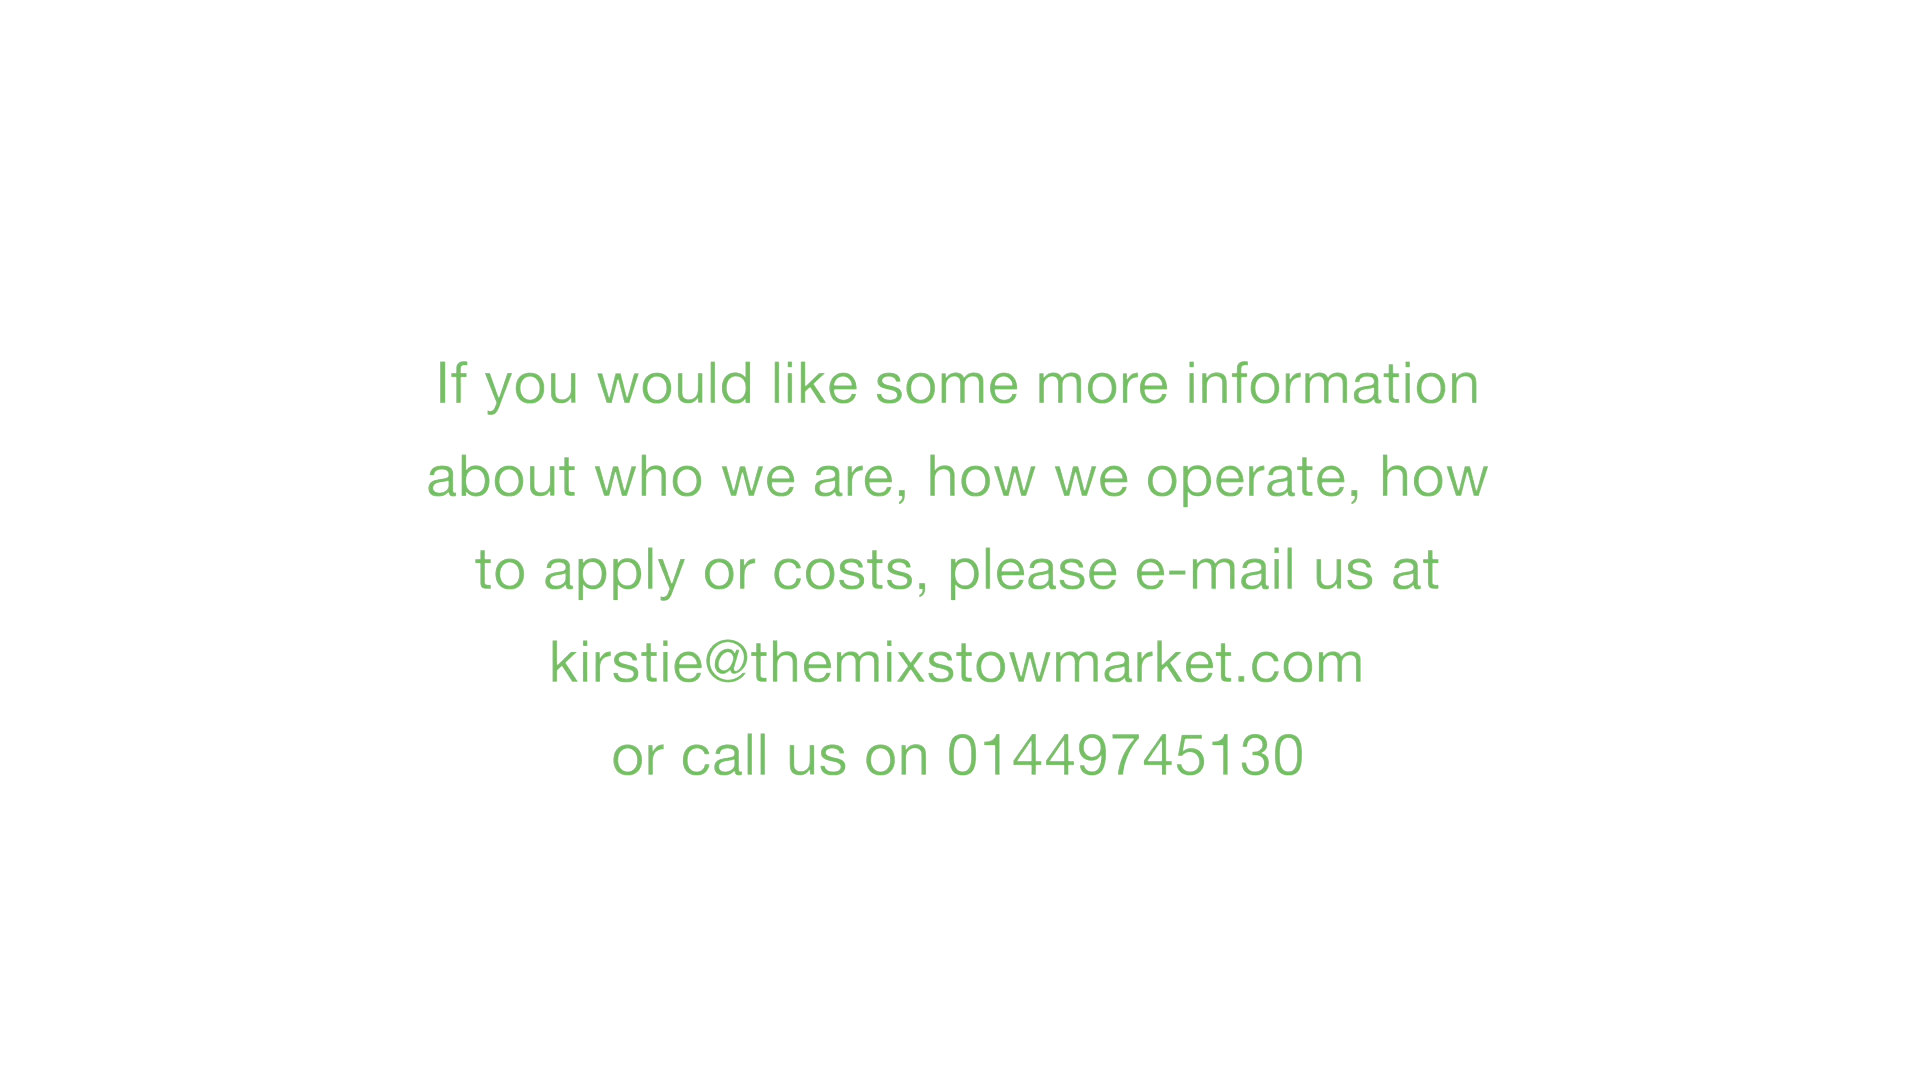 If you would like some more information
about who we are, how we operate, how
to apply or costs, please e-mail us at
kirstie@themixstowmarket.com
or call us on 01449745130